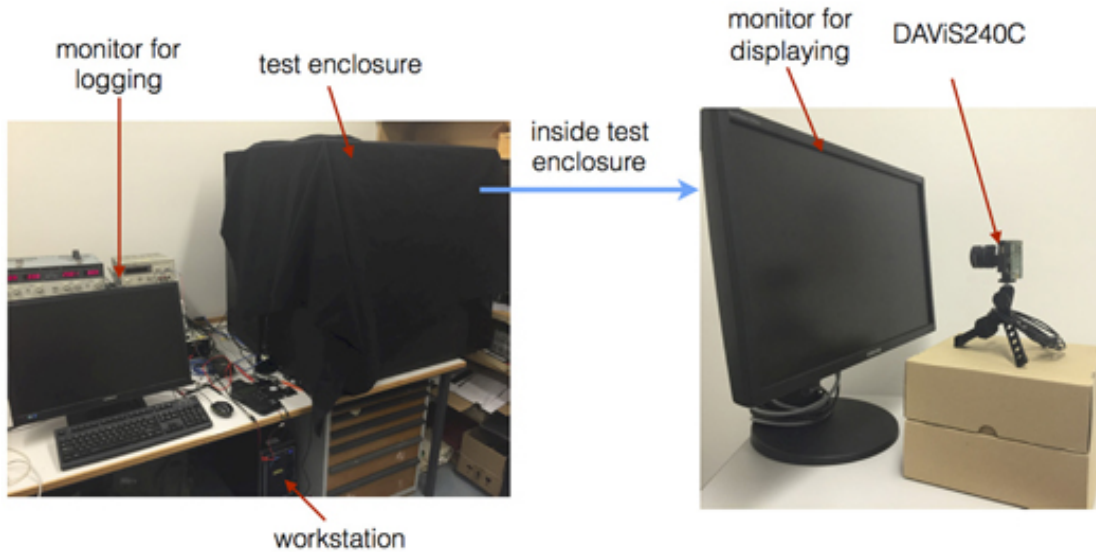 monitor for
logging
test enclosure
inside test
enclosure
monitor for
displaying
DAViS240C
workstation